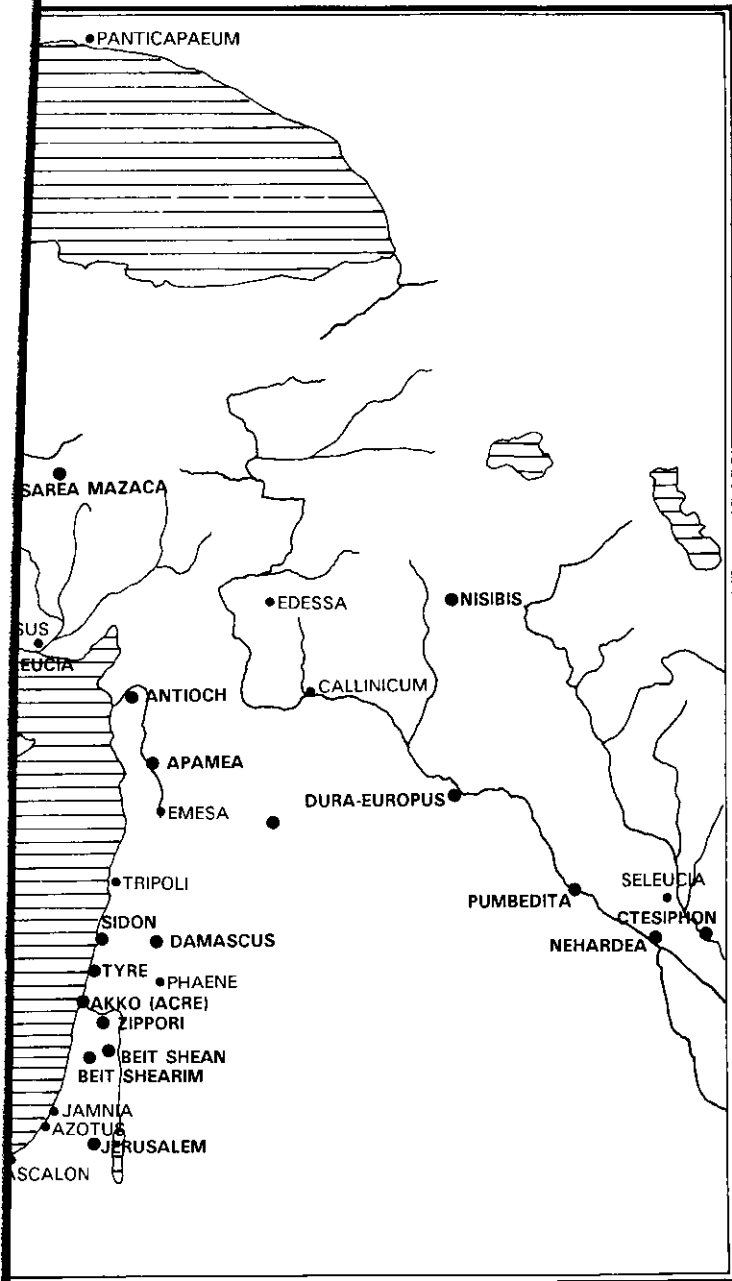 PANTICAPAEUM
SAREA MAZACA
EDESSA
NISIBIS
SUS
EUCIA
ANTIOCH
CALLINICUM
APAMEA
DURA-EUROPUS
EMESA
TRIPOLI
SELEUCIA
PUMBEDITA
CTESIPHON
SIDON
DAMASCUS
NEHARDEA
TYRE
PHAENE
AKKO (ACRE)
ZIPPORI
BEIT SHEAN
BEIT SHEARIM
JAMNIA
AZOTUS
JERUSALEM
ASCALON